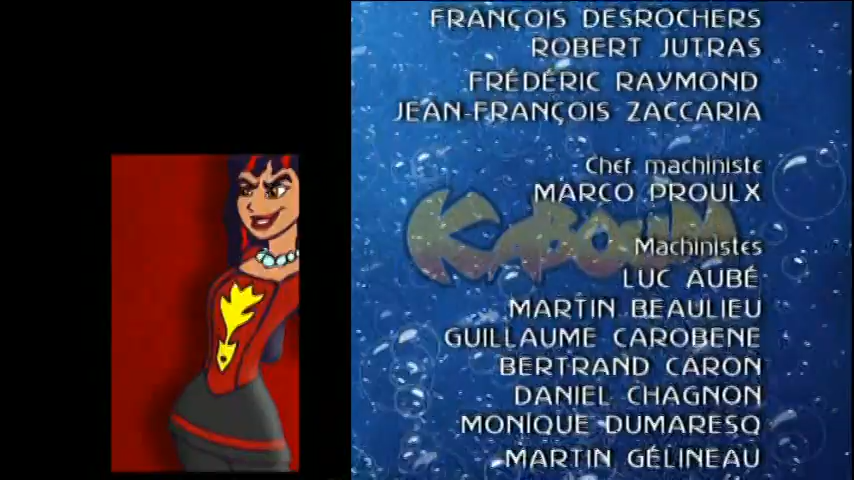 FRANÇOIS DESROCHERS
ROBERT JUTRAS
FRÉDÉRIC RAYMOND
JEAN-FRANÇOIS ZACCARIA
Chef machiniste
MARCO PROULX
KABOUM
Machinistes
LUC AUBÉ
MARTIN BEAULIEU
GUILLAUME CAROBENE
BERTRAND CARON
DANIEL CHAGNON
MONIQUE DUMARESQ
MARTIN GÉLINEAU